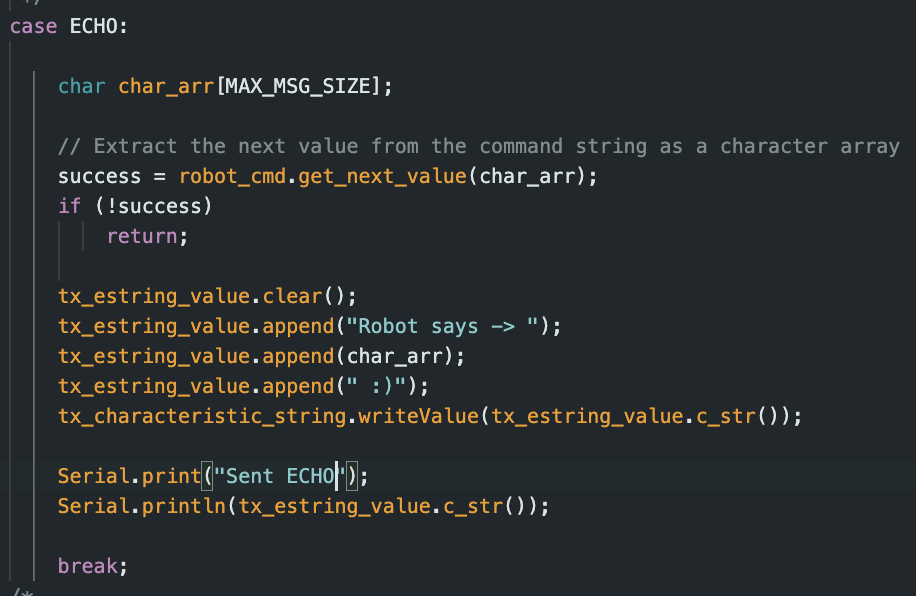 */
case ECHO:
char char_arr[MAX_MSG_SIZE];
// Extract the next value from the command string as a character array
success = robot_cmd.get_next_value(char_arr);
if (!success)
return;
tx_estring_value.clear();
tx_estring_value.append("Robot says -> ");
tx_estring_value.append(char_arr);
tx_estring_value.append(" :)");
tx_characteristic_string.writeValue(tx_estring_value.c_str());
Serial.print("Sent ECHO");
Serial.println(tx_estring_value.c_str());
break;
/*